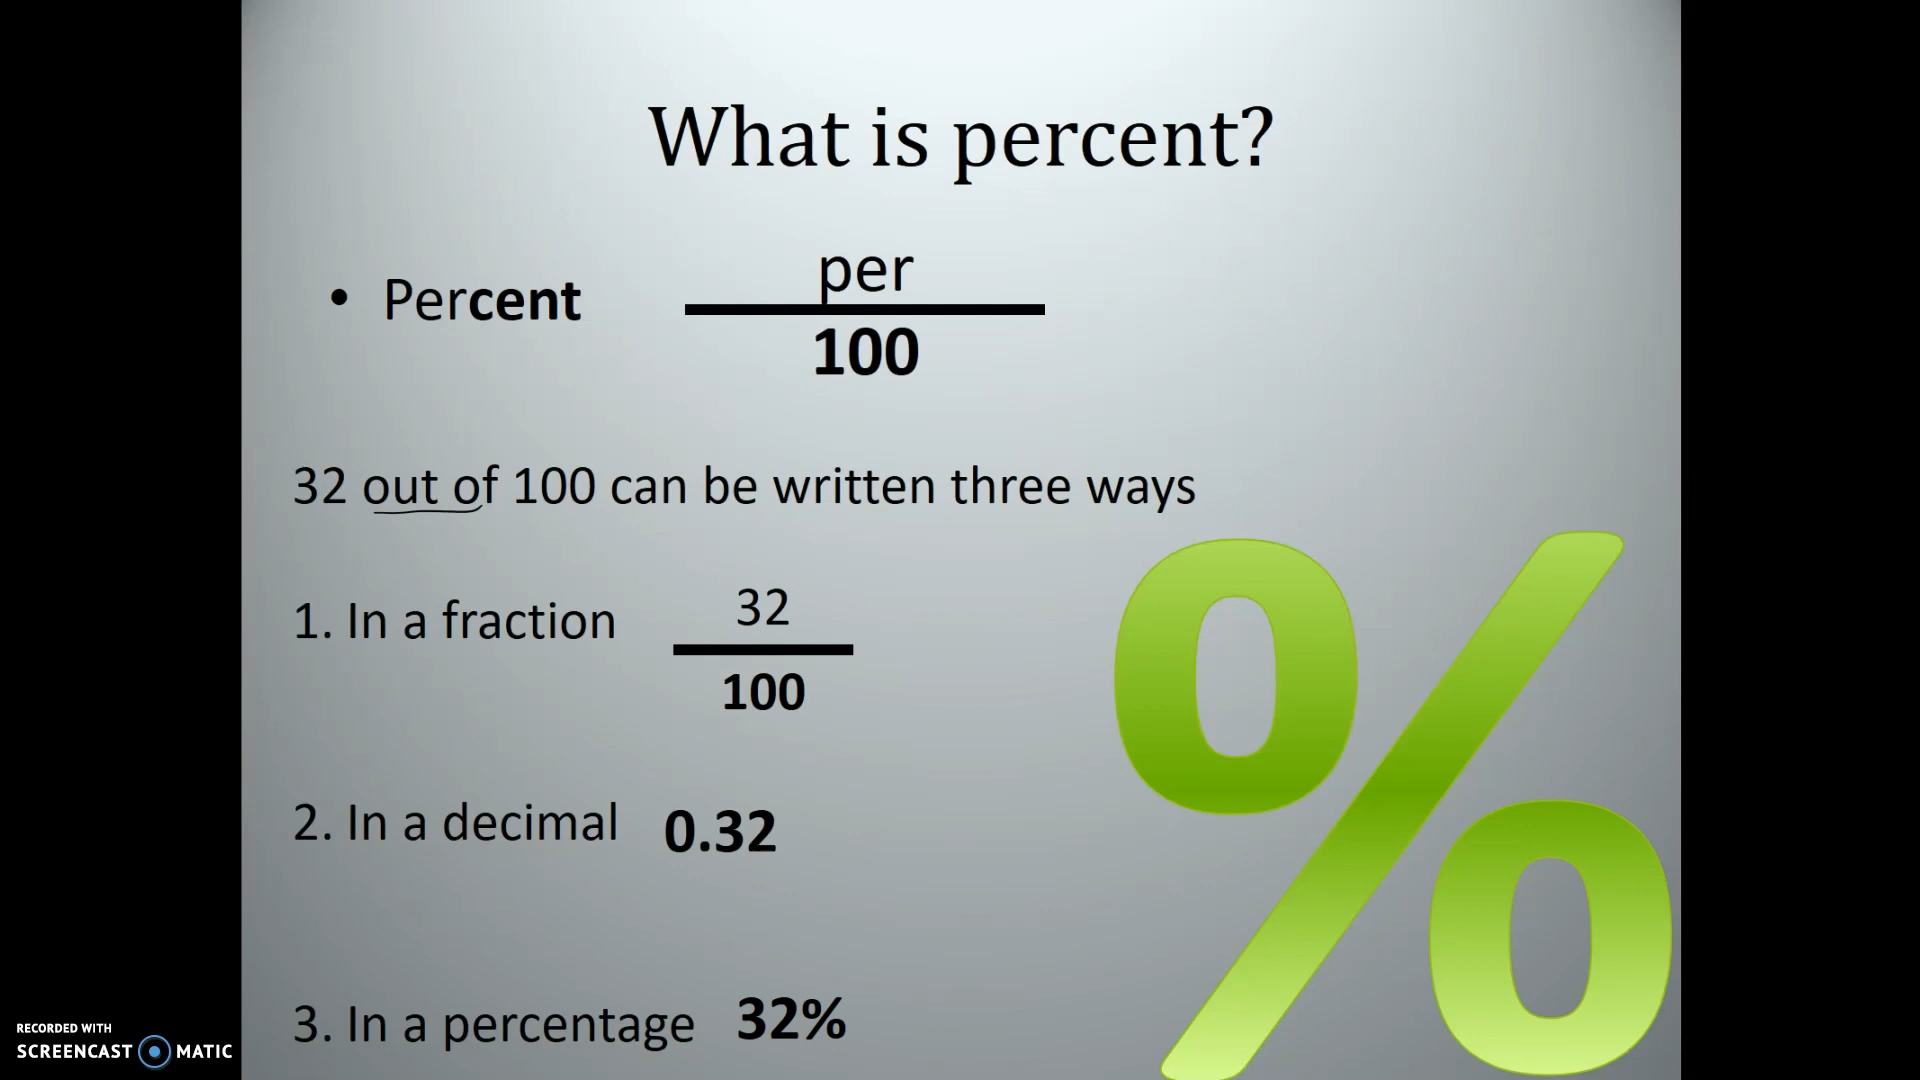 What is percent?
• Percent
per
100
32 out of 100 can be written three ways
1. In a fraction
32
100
2. In a decimal 0.32
3. In a percentage 32%
%
RECORDED WITH
SCREENCAST MATIC